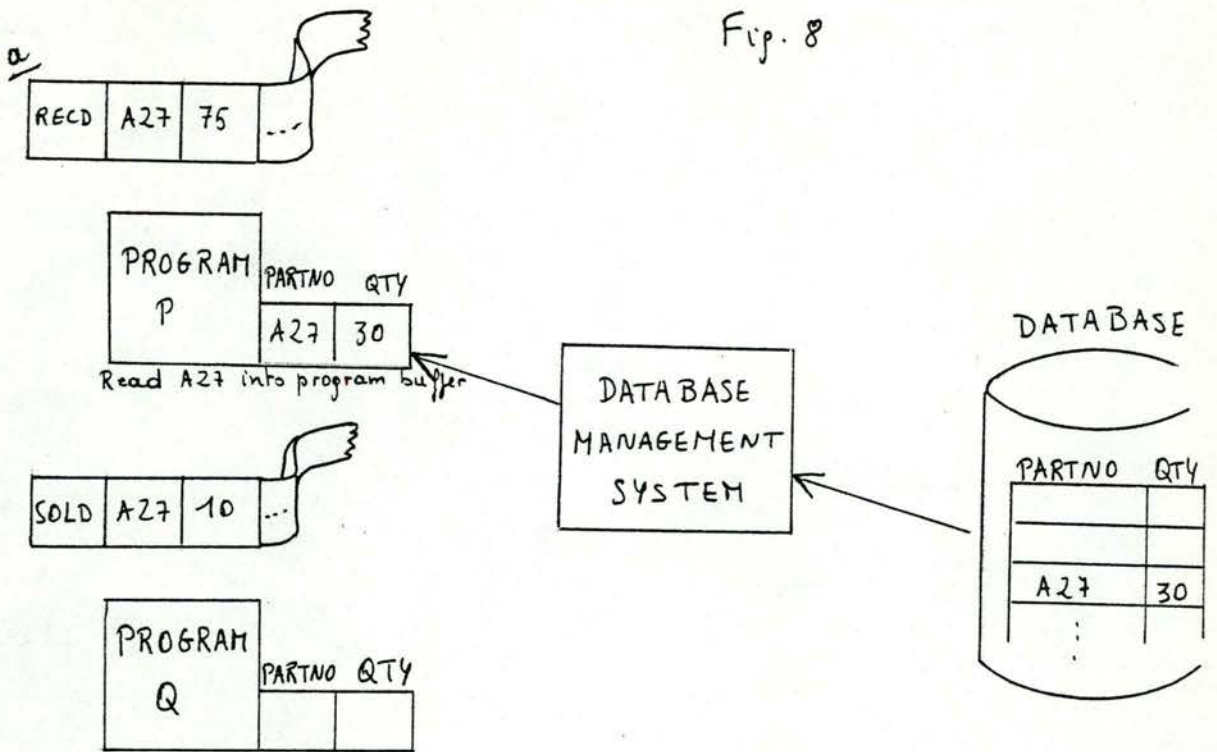 Fig. 8
a
RECD A27 75 ...
PROGRAM P
PARTNO QTY
A27 30
Read A27 into program buffer
SOLD A27 10 ...
PROGRAM Q
PARTNO QTY
DATABASE
MANAGEMENT
SYSTEM
DATABASE
PARTNO QTY
A27 30
⋮